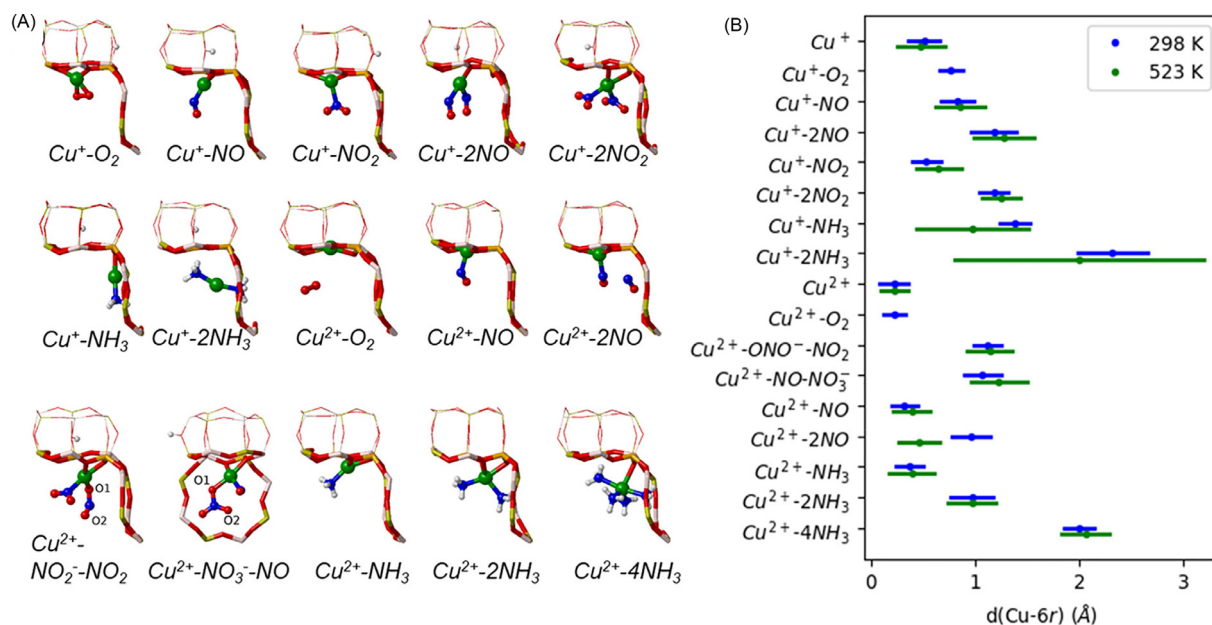 (A)
Cu⁺-O₂ Cu⁺-NO Cu⁺-NO₂ Cu⁺-2NO Cu⁺-2NO₂
Cu⁺-NH₃ Cu⁺-2NH₃ Cu²⁺-O₂ Cu²⁺-NO Cu²⁺-2NO
O1 O1
O2 O2
Cu²⁺-
NO₂⁻-NO₂ Cu²⁺-NO₃⁻-NO Cu²⁺-NH₃ Cu²⁺-2NH₃ Cu²⁺-4NH₃
(B)
298 K
523 K
Cu⁺
Cu⁺-O₂
Cu⁺-NO
Cu⁺-2NO
Cu⁺-NO₂
Cu⁺-2NO₂
Cu⁺-NH₃
Cu⁺-2NH₃
Cu²⁺
Cu²⁺-O₂
Cu²⁺-ONO⁻-NO₂
Cu²⁺-NO-NO₃⁻
Cu²⁺-NO
Cu²⁺-2NO
Cu²⁺-NH₃
Cu²⁺-2NH₃
Cu²⁺-4NH₃
0 1 2 3
d(Cu-6r) (Å)